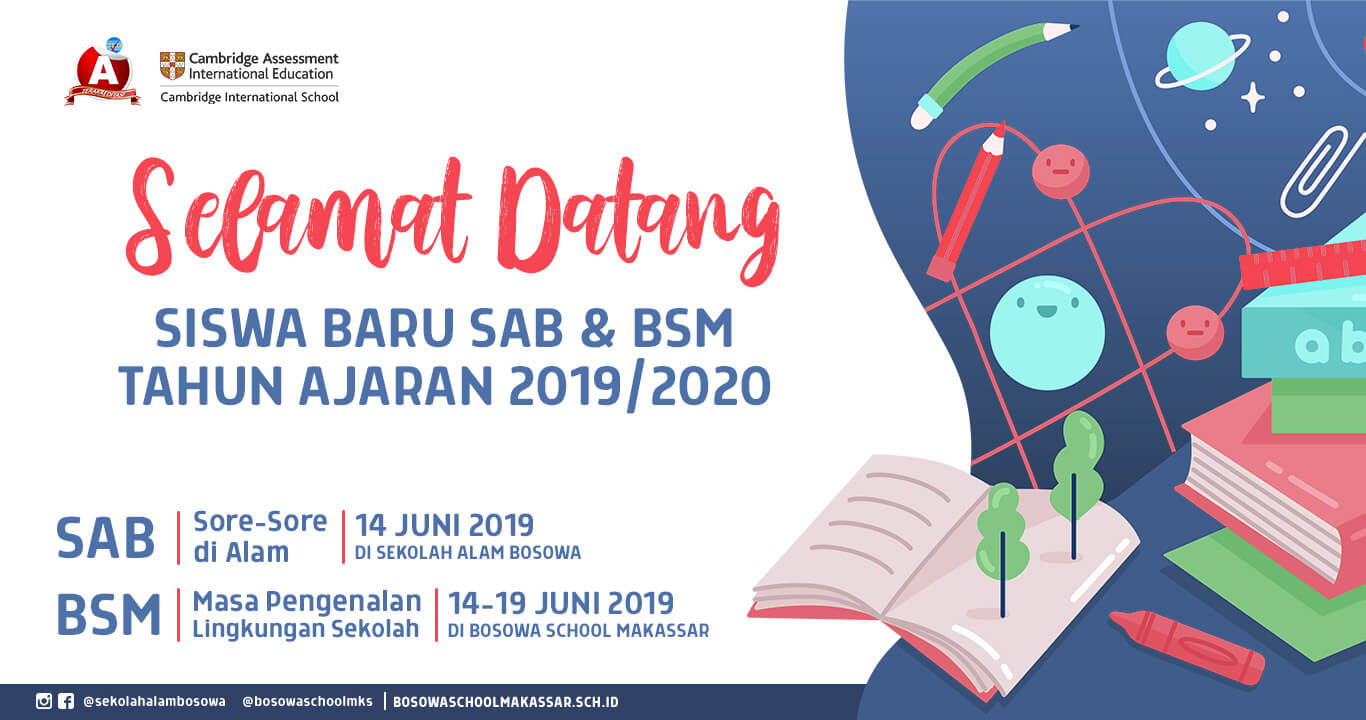 A
Cambridge Assessment
International Education
Cambridge International School
Selamat Datang
SISWA BARU SAB & BSM
TAHUN AJARAN 2019/2020
SAB
Sore-Sore
di Alam
14 JUNI 2019
DI SEKOLAH ALAM BOSOWA
BSM
Masa Pengenalan
Lingkungan Sekolah
14-19 JUNI 2019
DI BOSOWA SCHOOL MAKASSAR
@sekolahalambosowa @bosowaschoolmks BOSOWASCHOOLMAKASSAR.SCH.ID
ab